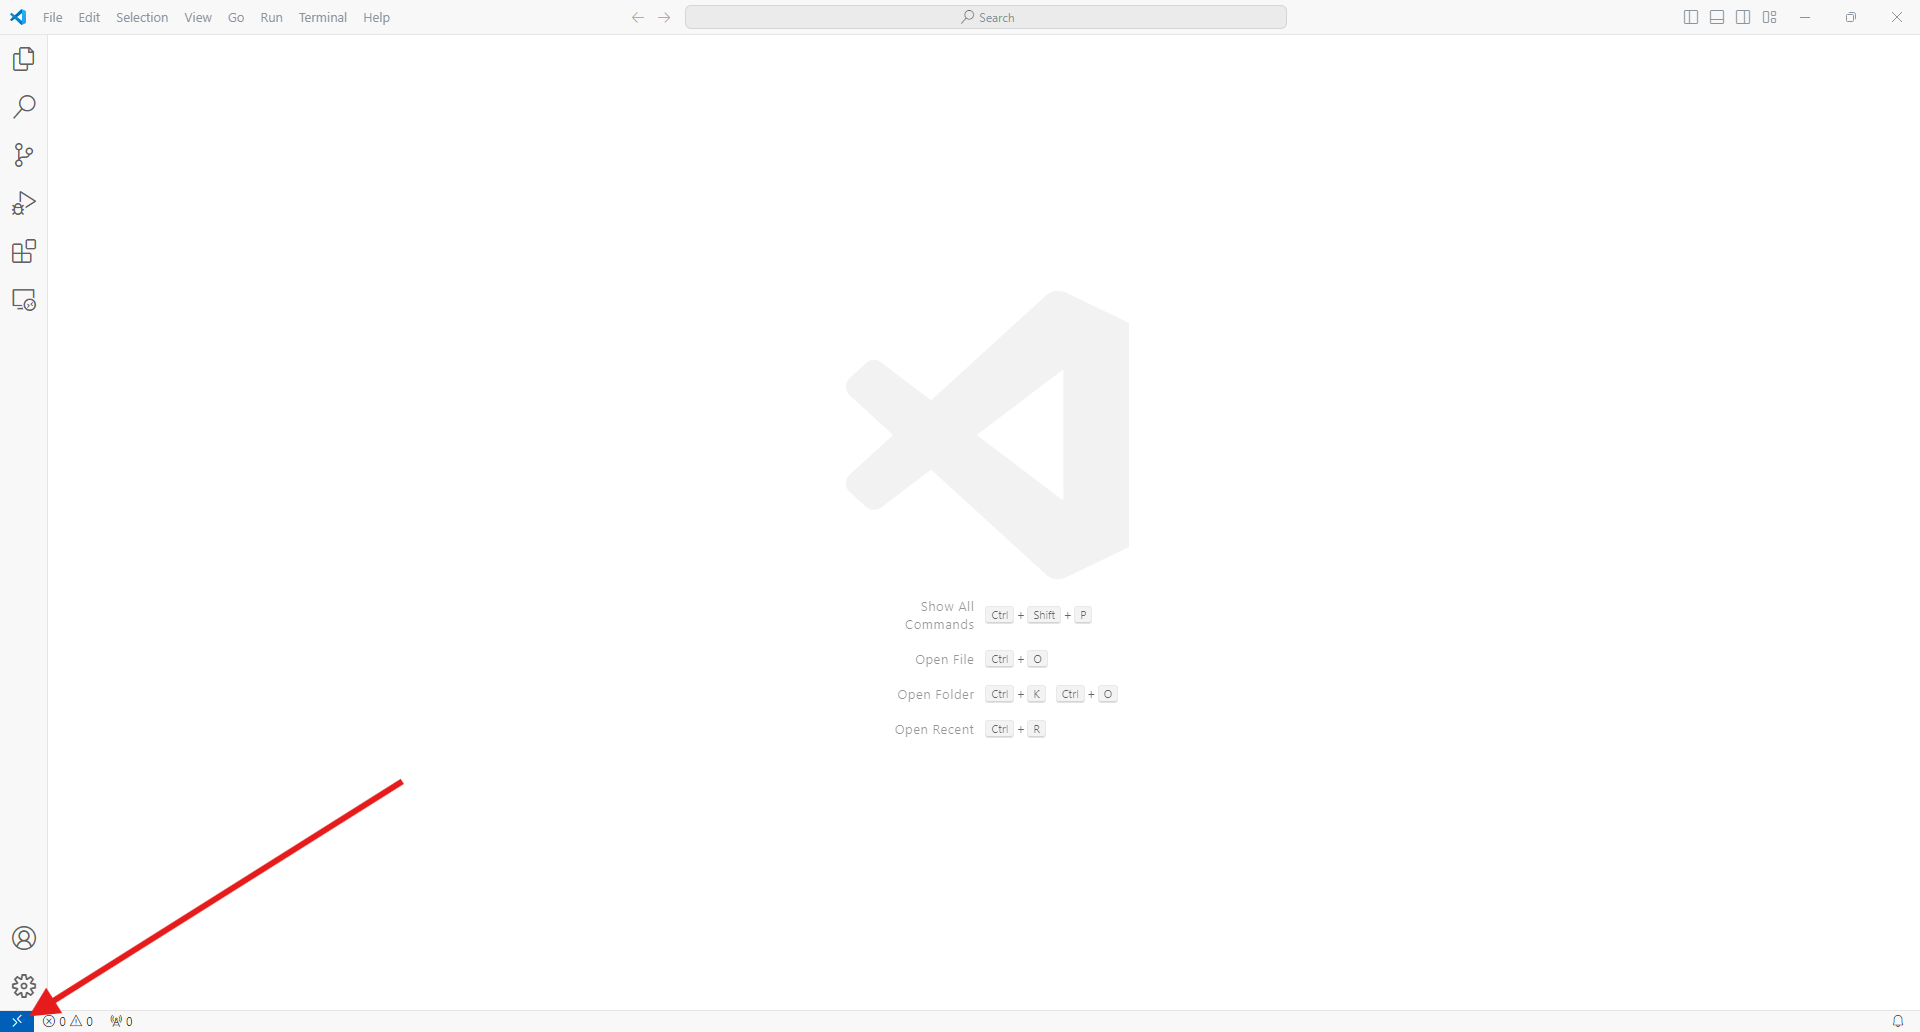 File Edit Selection View Go Run Terminal Help
Search
Show All
Commands
Ctrl + Shift + P
Open File Ctrl + O
Open Folder Ctrl + K Ctrl + O
Open Recent Ctrl + R
0 0 0